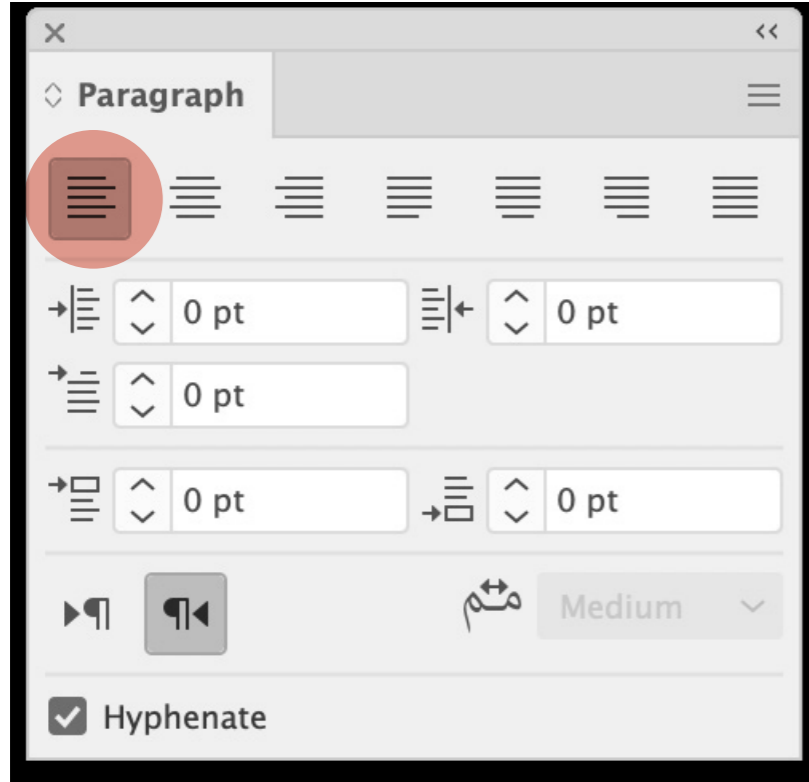 Paragraph
0 pt 0 pt
0 pt
0 pt 0 pt
Medium
Hyphenate